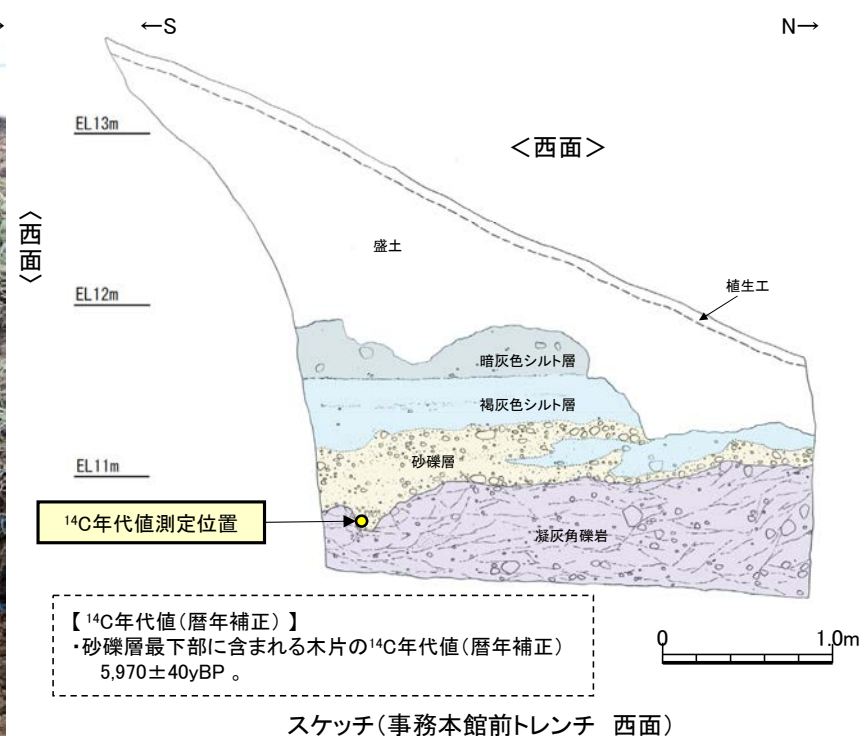 ←S
N→
EL13m
＜西面＞
〈西面〉
盛土
EL12m
植生工
暗灰色シルト層
褐灰色シルト層
EL11m
砂礫層
¹⁴C年代値測定位置
凝灰角礫岩
【 ¹⁴C年代値（暦年補正）】
・砂礫層最下部に含まれる木片の¹⁴C年代値（暦年補正）
5,970±40yBP 。
0 1.0m
スケッチ（事務本館前トレンチ 西面）